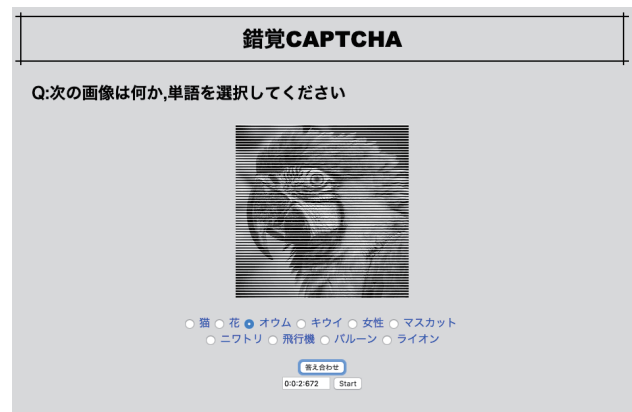 錯覚CAPTCHA
Q:次の画像は何か,単語を選択してください
猫 花 オウム キウイ 女性 マスカット
ニワトリ 飛行機 バルーン ライオン
答え合わせ
0:0:2:672 Start